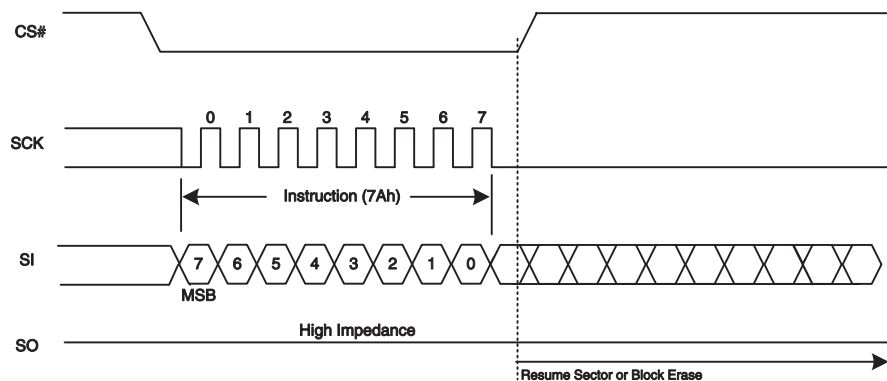 CS#
0 1 2 3 4 5 6 7
SCK
Instruction (7Ah)
SI
7 6 5 4 3 2 1 0
MSB
High Impedance
SO
Resume Sector or Block Erase